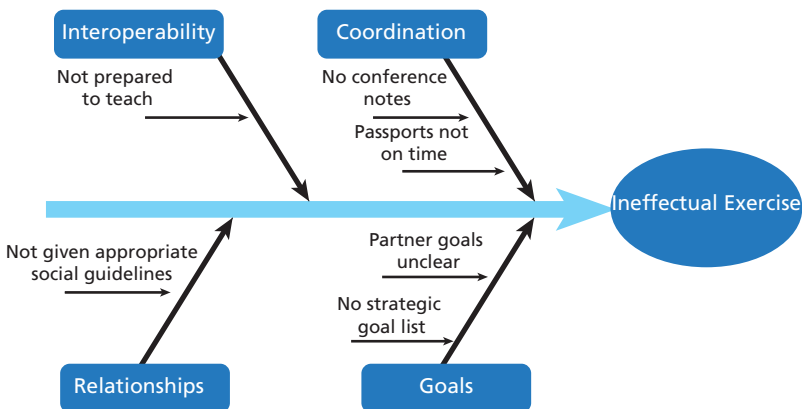 Interoperability
Coordination
Not prepared
to teach
No conference
notes
Passports not
on time
Ineffectual Exercise
Not given appropriate
social guidelines
Partner goals
unclear
No strategic
goal list
Relationships
Goals